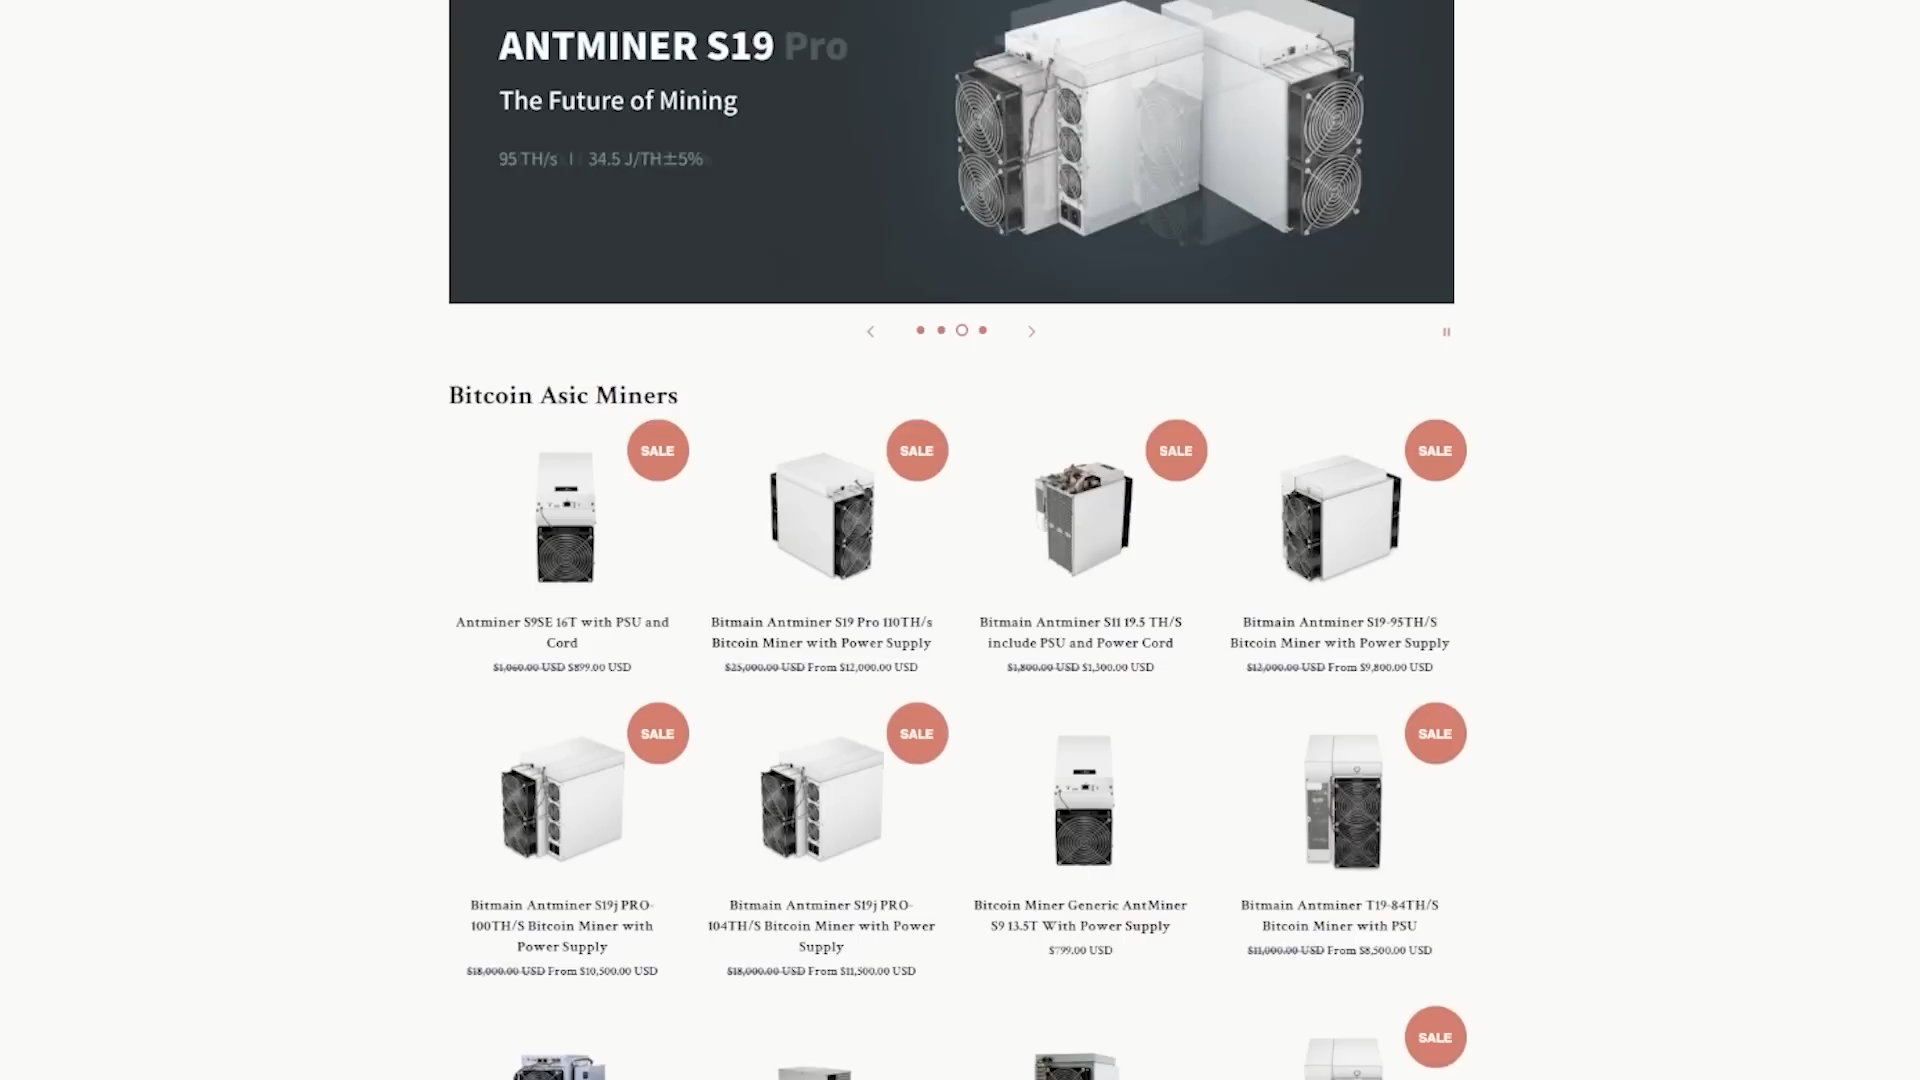 ANTMINER S19 Pro
The Future of Mining
95 TH/s | 34.5 J/TH±5%
Bitcoin Asic Miners
SALE
SALE
SALE
SALE
Antminer S9SE 16T with PSU and
Cord
$1,060.00 USD $899.00 USD
Bitmain Antminer S19 Pro 110TH/s
Bitcoin Miner with Power Supply
$25,000.00 USD From $12,000.00 USD
Bitmain Antminer S11 19.5 TH/S
include PSU and Power Cord
$1,800.00 USD $1,300.00 USD
Bitmain Antminer S19-95TH/S
Bitcoin Miner with Power Supply
$12,000.00 USD From $9,800.00 USD
SALE
SALE
SALE
Bitmain Antminer S19j PRO-
100TH/S Bitcoin Miner with
Power Supply
$18,000.00 USD From $10,500.00 USD
Bitmain Antminer S19j PRO-
104TH/S Bitcoin Miner with Power
Supply
$18,000.00 USD From $11,500.00 USD
Bitcoin Miner Generic AntMiner
S9 13.5T With Power Supply
$799.00 USD
Bitmain Antminer T19-84TH/S
Bitcoin Miner with PSU
$11,000.00 USD From $8,500.00 USD
SALE